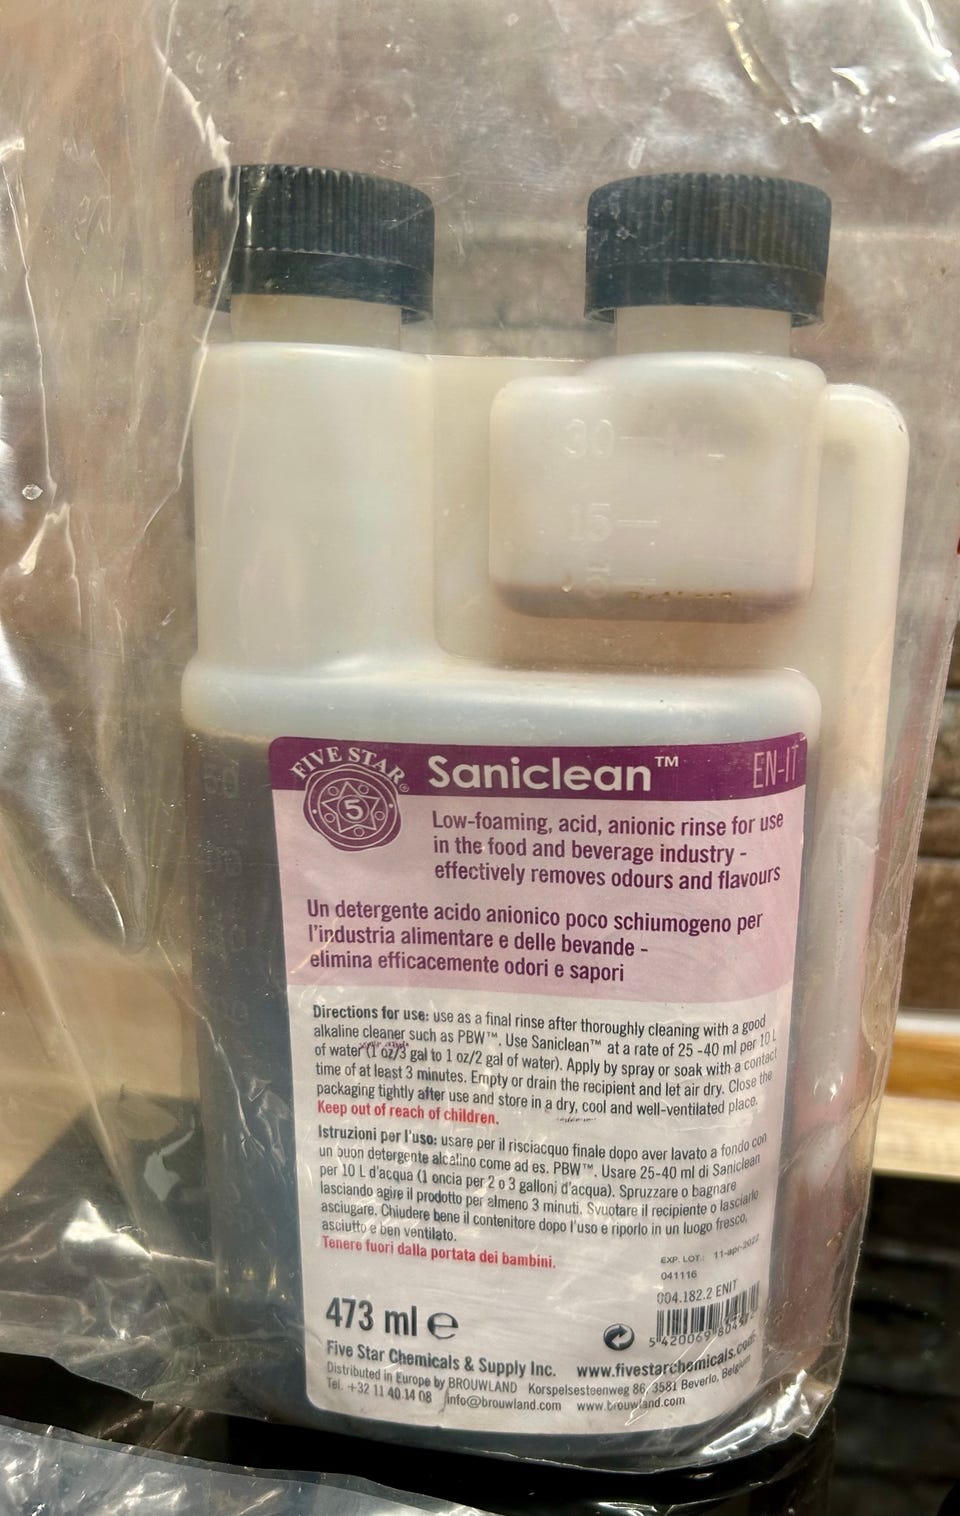 30 ML
15
FIVE STAR®
5
Saniclean™
EN-IT
Low-foaming, acid, anionic rinse for use
in the food and beverage industry -
effectively removes odours and flavours
Un detergente acido anionico poco schiumogeno per
l'industria alimentare e delle bevande -
elimina efficacemente odori e sapori
Directions for use: use as a final rinse after thoroughly cleaning with a good
alkaline cleaner such as PBW™. Use Saniclean™ at a rate of 25 -40 ml per 10 L
of water (1 oz/3 gal to 1 oz/2 gal of water). Apply by spray or soak with a contact
time of at least 3 minutes. Empty or drain the recipient and let air dry. Close the
packaging tightly after use and store in a dry, cool and well-ventilated place.
Keep out of reach of children.
Istruzioni per l'uso: usare per il risciacquo finale dopo aver lavato a fondo con
un buon detergente alcalino come ad es. PBW™. Usare 25-40 ml di Saniclean
per 10 L d'acqua (1 oncia per 2 o 3 galloni d'acqua). Spruzzare o bagnare
lasciando agire il prodotto per almeno 3 minuti. Svuotare il recipiente o lasciarlo
asciugare. Chiudere bene il contenitore dopo l'uso e riporlo in un luogo fresco,
asciutto e ben ventilato.
Tenere fuori dalla portata dei bambini.
EXP. LOT: 11-apr-2022
041116
004.182.2 ENIT
473 ml e
5 420069
Five Star Chemicals & Supply Inc. www.fivestarchemicals.com
Distributed in Europe by BROUWLAND Korspelsesteenweg 86, 3581 Beverlo, Belgium
Tel. +32 11 40 14 08 info@brouwland.com www.brouwland.com